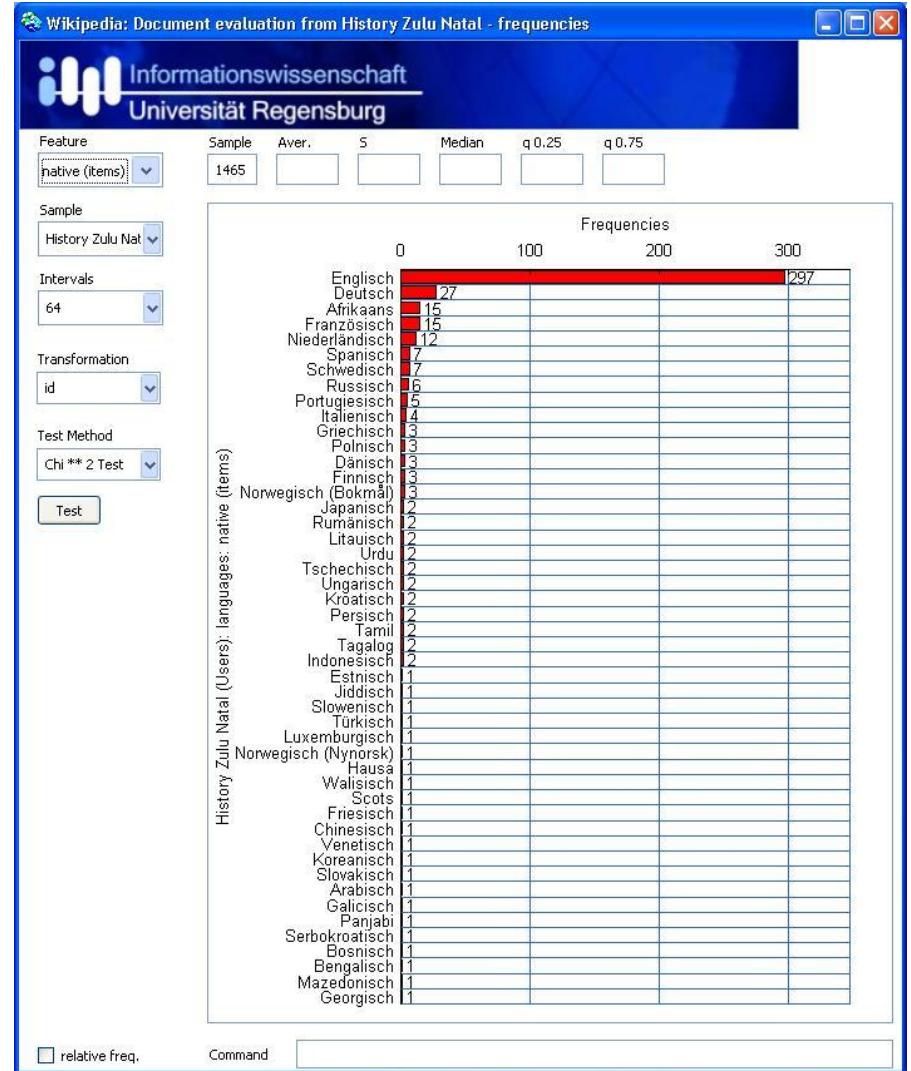 Wikipedia: Document evaluation from History Zulu Natal - frequencies
Informationswissenschaft
Universität Regensburg
Feature
native (items)
Sample Aver. S Median q 0.25 q 0.75
1465
Sample
History Zulu Nat
Intervals
64
Transformation
id
Test Method
Chi ** 2 Test
Test
Frequencies
0 100 200 300
History Zulu Natal (Users): languages: native (items)
Englisch 297
Deutsch 27
Afrikaans 15
Französisch 15
Niederländisch 12
Spanisch 7
Schwedisch 7
Russisch 6
Portugiesisch 5
Italienisch 4
Griechisch 3
Polnisch 3
Dänisch 3
Finnisch 3
Norwegisch (Bokmål) 3
Japanisch 2
Rumänisch 2
Litauisch 2
Urdu 2
Tschechisch 2
Ungarisch 2
Kroatisch 2
Persisch 2
Tamil 2
Tagalog 2
Indonesisch 2
Estnisch 1
Jiddisch 1
Slowenisch 1
Türkisch 1
Luxemburgisch 1
Norwegisch (Nynorsk) 1
Hausa 1
Walisisch 1
Scots 1
Friesisch 1
Chinesisch 1
Venetisch 1
Koreanisch 1
Slovakisch 1
Arabisch 1
Galicisch 1
Panjabi 1
Serbokroatisch 1
Bosnisch 1
Bengalisch 1
Mazedonisch 1
Georgisch 1
relative freq.
Command